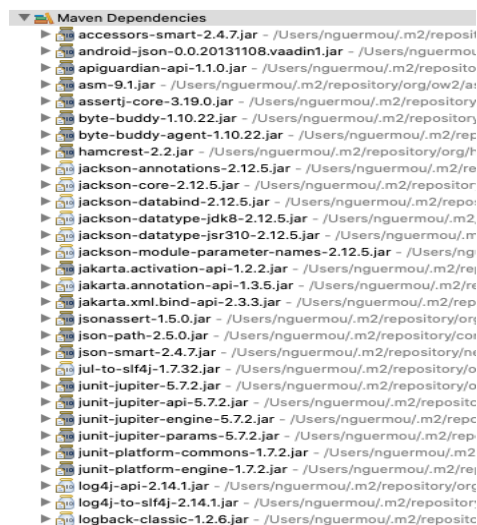 Maven Dependencies
accessors-smart-2.4.7.jar - /Users/nguermou/.m2/reposit
android-json-0.0.20131108.vaadin1.jar - /Users/nguermou
apiguardian-api-1.1.0.jar - /Users/nguermou/.m2/reposito
asm-9.1.jar - /Users/nguermou/.m2/repository/org/ow2/as
assertj-core-3.19.0.jar - /Users/nguermou/.m2/repository
byte-buddy-1.10.22.jar - /Users/nguermou/.m2/repository
byte-buddy-agent-1.10.22.jar - /Users/nguermou/.m2/rep
hamcrest-2.2.jar - /Users/nguermou/.m2/repository/org/h
jackson-annotations-2.12.5.jar - /Users/nguermou/.m2/re
jackson-core-2.12.5.jar - /Users/nguermou/.m2/repositor
jackson-databind-2.12.5.jar - /Users/nguermou/.m2/repos
jackson-datatype-jdk8-2.12.5.jar - /Users/nguermou/.m2,
jackson-datatype-jsr310-2.12.5.jar - /Users/nguermou/.m
jackson-module-parameter-names-2.12.5.jar - /Users/ng
jakarta.activation-api-1.2.2.jar - /Users/nguermou/.m2/rep
jakarta.annotation-api-1.3.5.jar - /Users/nguermou/.m2/re
jakarta.xml.bind-api-2.3.3.jar - /Users/nguermou/.m2/rep
jsonassert-1.5.0.jar - /Users/nguermou/.m2/repository/org
json-path-2.5.0.jar - /Users/nguermou/.m2/repository/cor
json-smart-2.4.7.jar - /Users/nguermou/.m2/repository/ne
jul-to-slf4j-1.7.32.jar - /Users/nguermou/.m2/repository/o
junit-jupiter-5.7.2.jar - /Users/nguermou/.m2/repository/o
junit-jupiter-api-5.7.2.jar - /Users/nguermou/.m2/reposito
junit-jupiter-engine-5.7.2.jar - /Users/nguermou/.m2/repo
junit-jupiter-params-5.7.2.jar - /Users/nguermou/.m2/rep
junit-platform-commons-1.7.2.jar - /Users/nguermou/.m2
junit-platform-engine-1.7.2.jar - /Users/nguermou/.m2/re
log4j-api-2.14.1.jar - /Users/nguermou/.m2/repository/org
log4j-to-slf4j-2.14.1.jar - /Users/nguermou/.m2/repositor
logback-classic-1.2.6.jar - /Users/nguermou/.m2/reposito